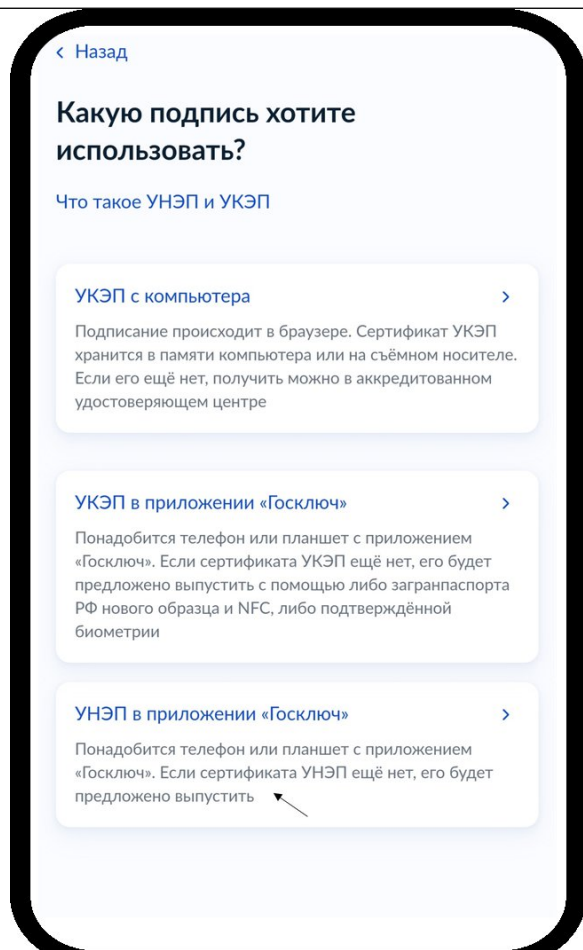 Назад
Какую подпись хотите
использовать?
Что такое УНЭП и УКЭП
УКЭП с компьютера
Подписание происходит в браузере. Сертификат УКЭП
хранится в памяти компьютера или на съёмном носителе.
Если его ещё нет, получить можно в аккредитованном
удостоверяющем центре
УКЭП в приложении «Госключ»
Понадобится телефон или планшет с приложением
«Госключ». Если сертификата УКЭП ещё нет, его будет
предложено выпустить с помощью либо загранпаспорта
РФ нового образца и NFC, либо подтверждённой
биометрии
УНЭП в приложении «Госключ»
Понадобится телефон или планшет с приложением
«Госключ». Если сертификата УНЭП ещё нет, его будет
предложено выпустить